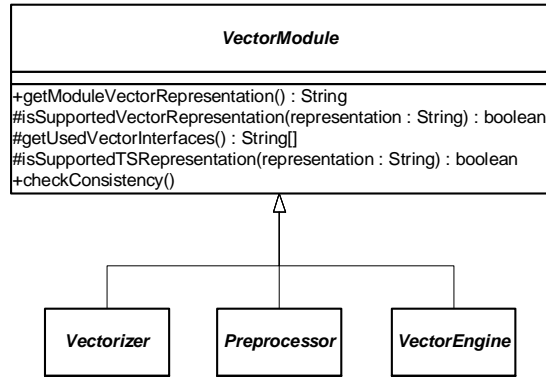 VectorModule
+getModuleVectorRepresentation() : String
#isSupportedVectorRepresentation(representation : String) : boolean
#getUsedVectorInterfaces() : String[]
#isSupportedTSRepresentation(representation : String) : boolean
+checkConsistency()
Vectorizer
Preprocessor
VectorEngine